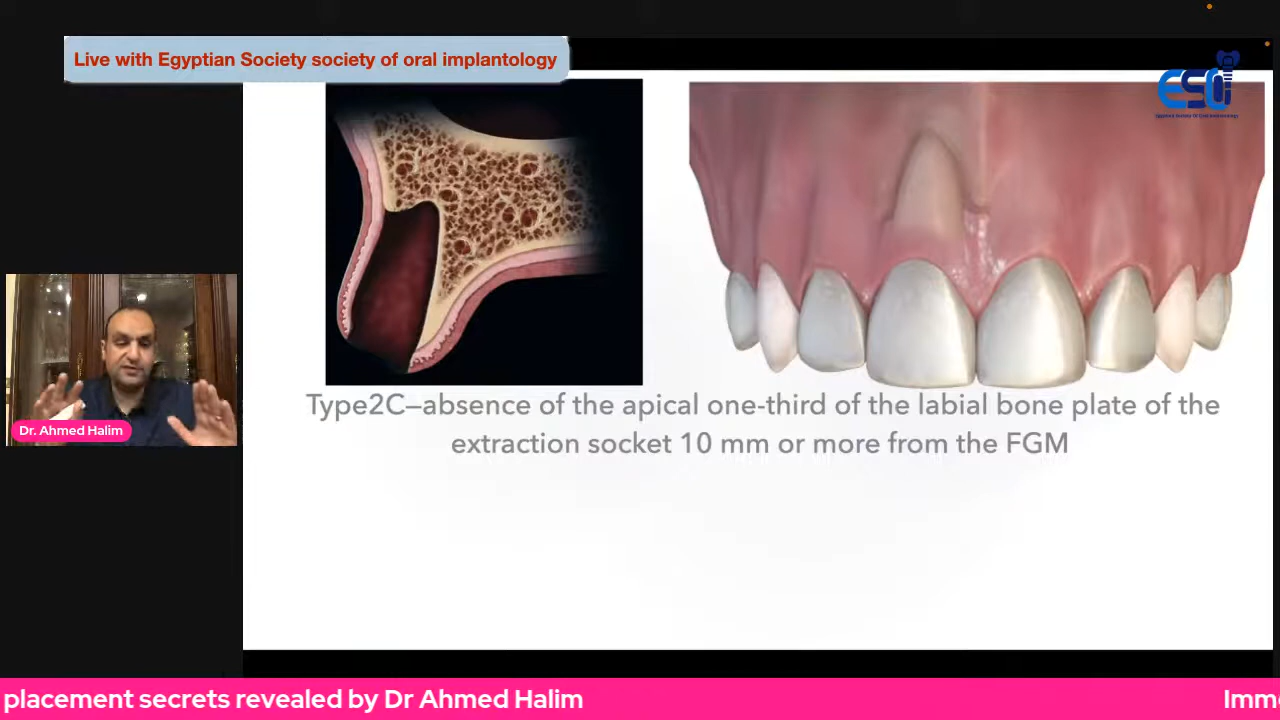 Live with Egyptian Society society of oral implantology
ESOI
Type2C—absence of the apical one-third of the labial bone plate of the
extraction socket 10 mm or more from the FGM
Dr. Ahmed Halim
placement secrets revealed by Dr Ahmed Halim